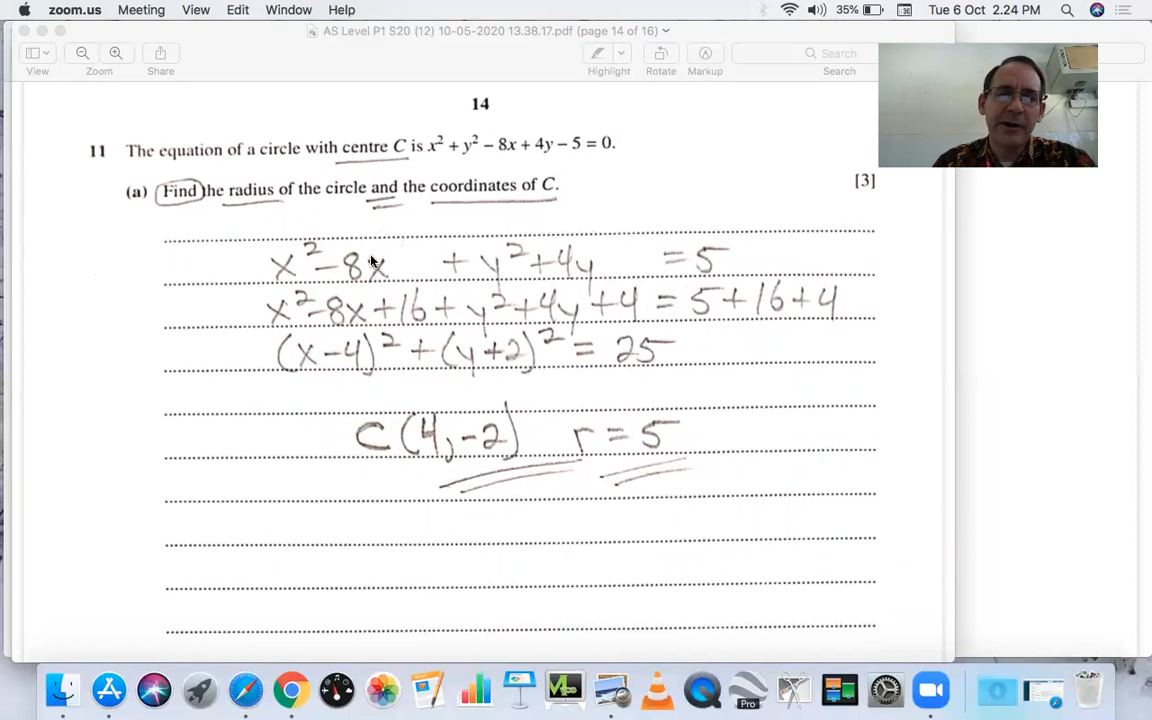 zoom.us Meeting View Edit Window Help 35% Tue 6 Oct 2.24 PM
AS Level P1 S20 (12) 10-05-2020 13.38.17.pdf (page 14 of 16)
View Zoom Share Highlight Rotate Markup Search
Search
14
11 The equation of a circle with centre C is x² + y² − 8x + 4y − 5 = 0.
(a) Find the radius of the circle and the coordinates of C. [3]
x² − 8x + y² + 4y = 5
x² − 8x + 16 + y² + 4y + 4 = 5 + 16 + 4
(x − 4)² + (y + 2)² = 25
C (4, −2) r = 5
Pro